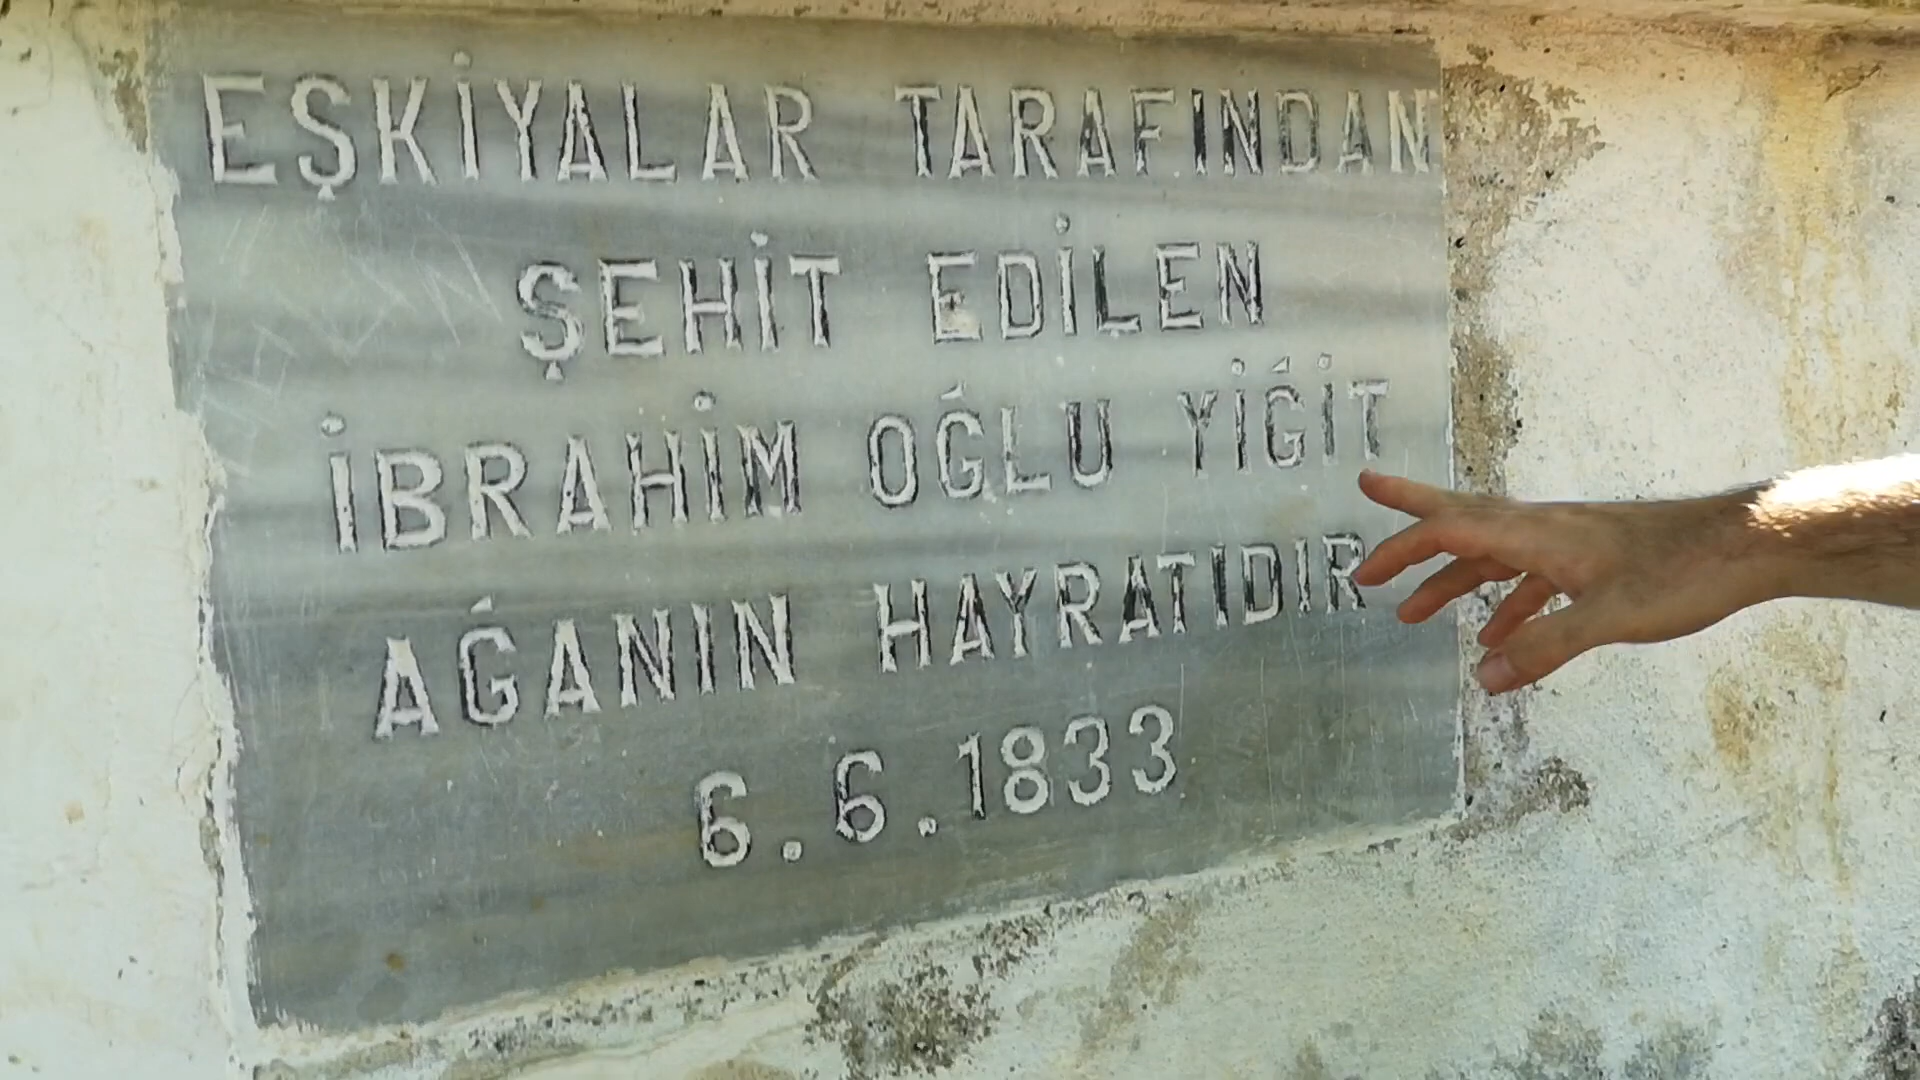 EŞKİYALAR TARAFINDAN
ŞEHİT EDİLEN
İBRAHİM OĞLU YİĞİT
AĞANIN HAYRATIDIR
6.6.1833